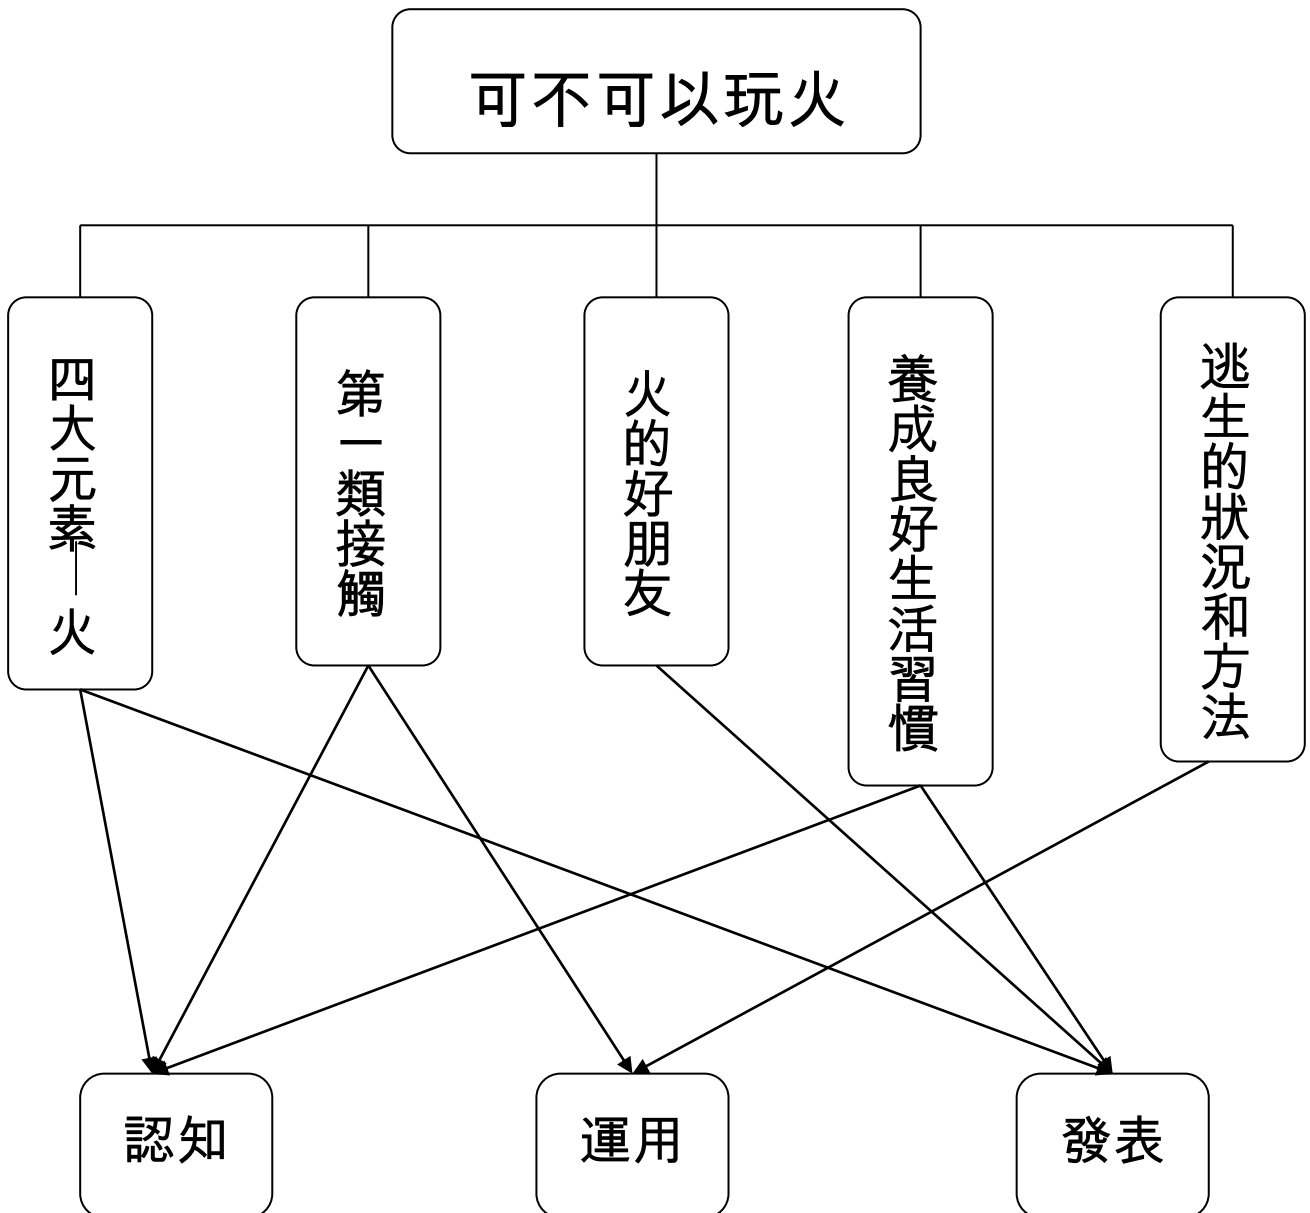 可不可以玩火
四大元素—火
第一類接觸
火的好朋友
養成良好生活習慣
逃生的狀況和方法
認知
運用
發表